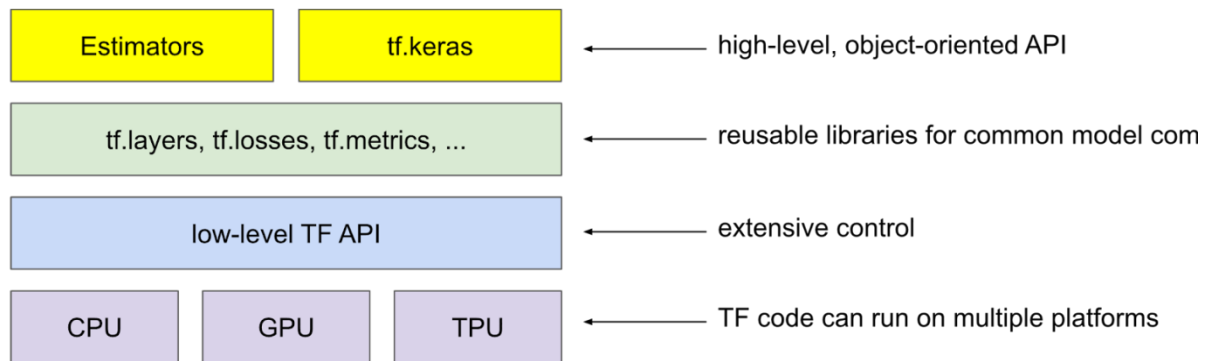 Estimators
tf.keras
high-level, object-oriented API
tf.layers, tf.losses, tf.metrics, ...
reusable libraries for common model com
low-level TF API
extensive control
CPU
GPU
TPU
TF code can run on multiple platforms